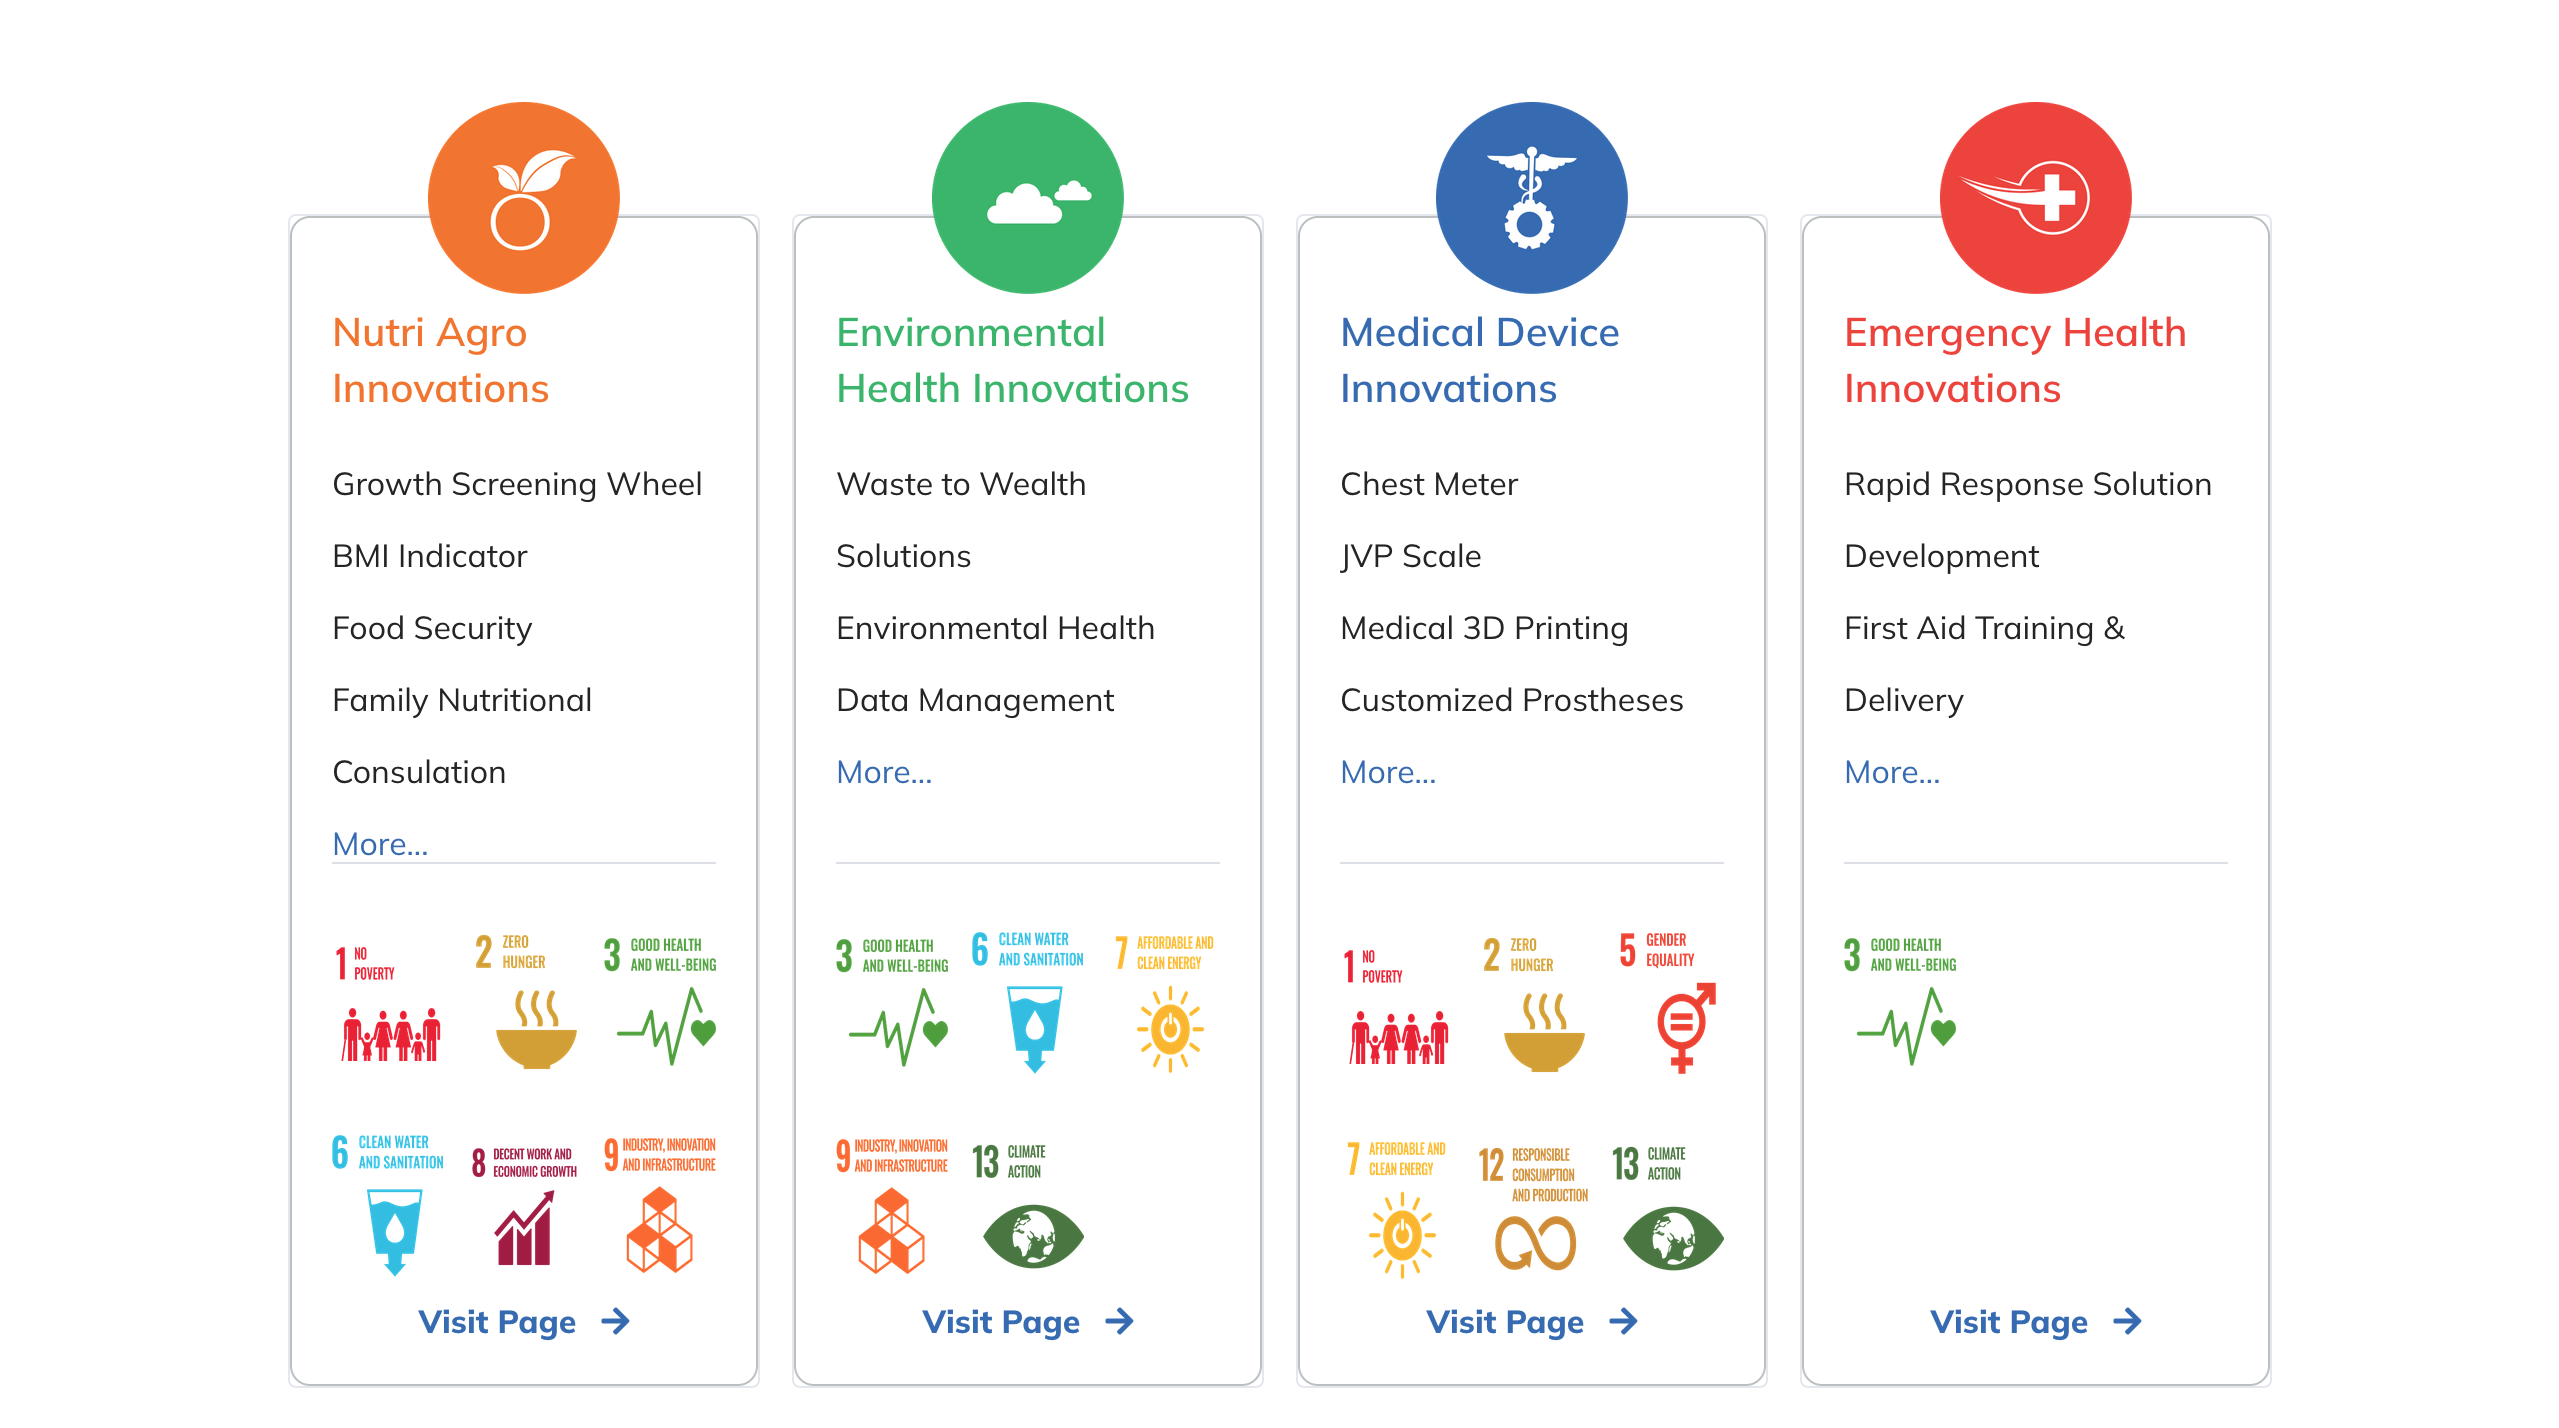 Nutri Agro
Innovations
Growth Screening Wheel
BMI Indicator
Food Security
Family Nutritional
Consulation
More...
1 NO
POVERTY
2 ZERO
HUNGER
3 GOOD HEALTH
AND WELL-BEING
6 CLEAN WATER
AND SANITATION
8 DECENT WORK AND
ECONOMIC GROWTH
9 INDUSTRY, INNOVATION
AND INFRASTRUCTURE
Visit Page
Environmental
Health Innovations
Waste to Wealth
Solutions
Environmental Health
Data Management
More...
3 GOOD HEALTH
AND WELL-BEING
6 CLEAN WATER
AND SANITATION
7 AFFORDABLE AND
CLEAN ENERGY
9 INDUSTRY, INNOVATION
AND INFRASTRUCTURE
13 CLIMATE
ACTION
Visit Page
Medical Device
Innovations
Chest Meter
JVP Scale
Medical 3D Printing
Customized Prostheses
More...
1 NO
POVERTY
2 ZERO
HUNGER
5 GENDER
EQUALITY
7 AFFORDABLE AND
CLEAN ENERGY
12 RESPONSIBLE
CONSUMPTION
AND PRODUCTION
13 CLIMATE
ACTION
Visit Page
Emergency Health
Innovations
Rapid Response Solution
Development
First Aid Training &
Delivery
More...
3 GOOD HEALTH
AND WELL-BEING
Visit Page